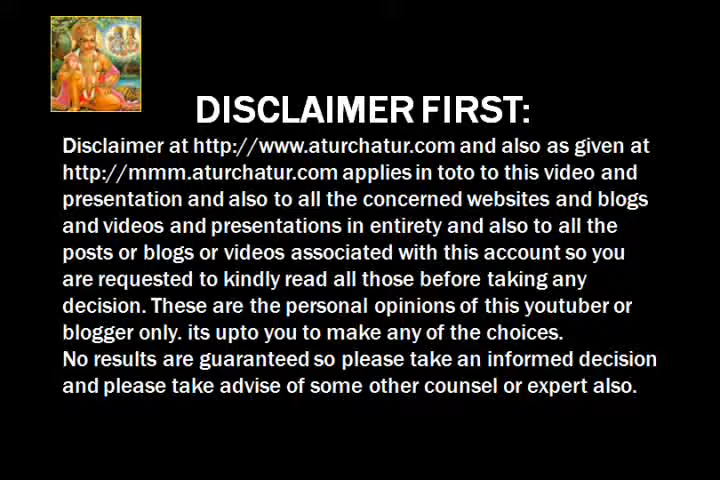 DISCLAIMER FIRST:
Disclaimer at http://www.aturchatur.com and also as given at
http://mmm.aturchatur.com applies in toto to this video and
presentation and also to all the concerned websites and blogs
and videos and presentations in entirety and also to all the
posts or blogs or videos associated with this account so you
are requested to kindly read all those before taking any
decision. These are the personal opinions of this youtuber or
blogger only. its upto you to make any of the choices.
No results are guaranteed so please take an informed decision
and please take advise of some other counsel or expert also.